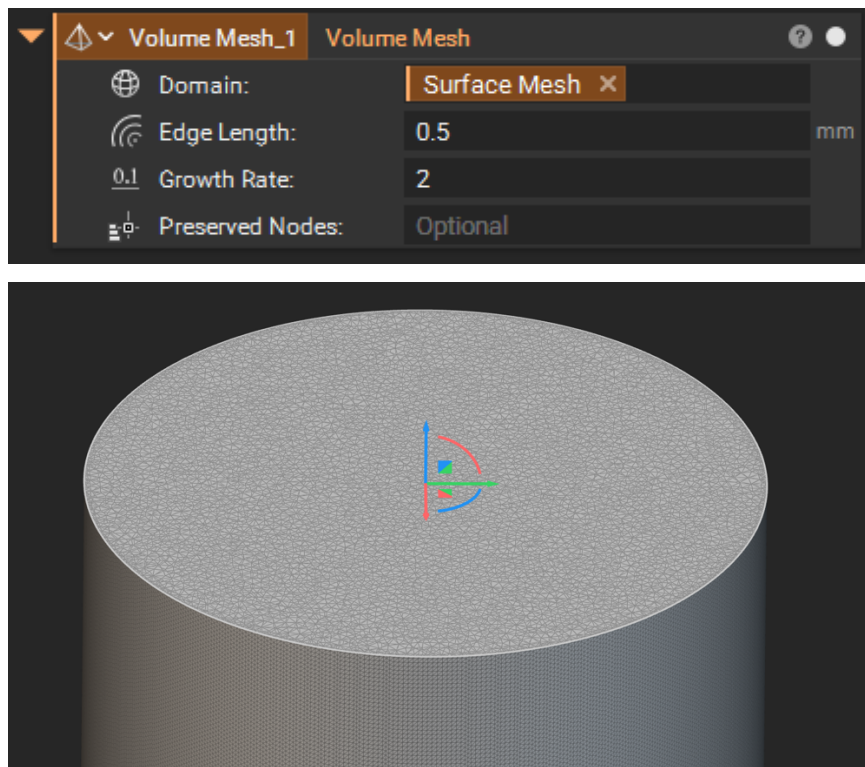 Volume Mesh_1 Volume Mesh ?
Domain: Surface Mesh ×
Edge Length: 0.5 mm
0.1 Growth Rate: 2
Preserved Nodes: Optional